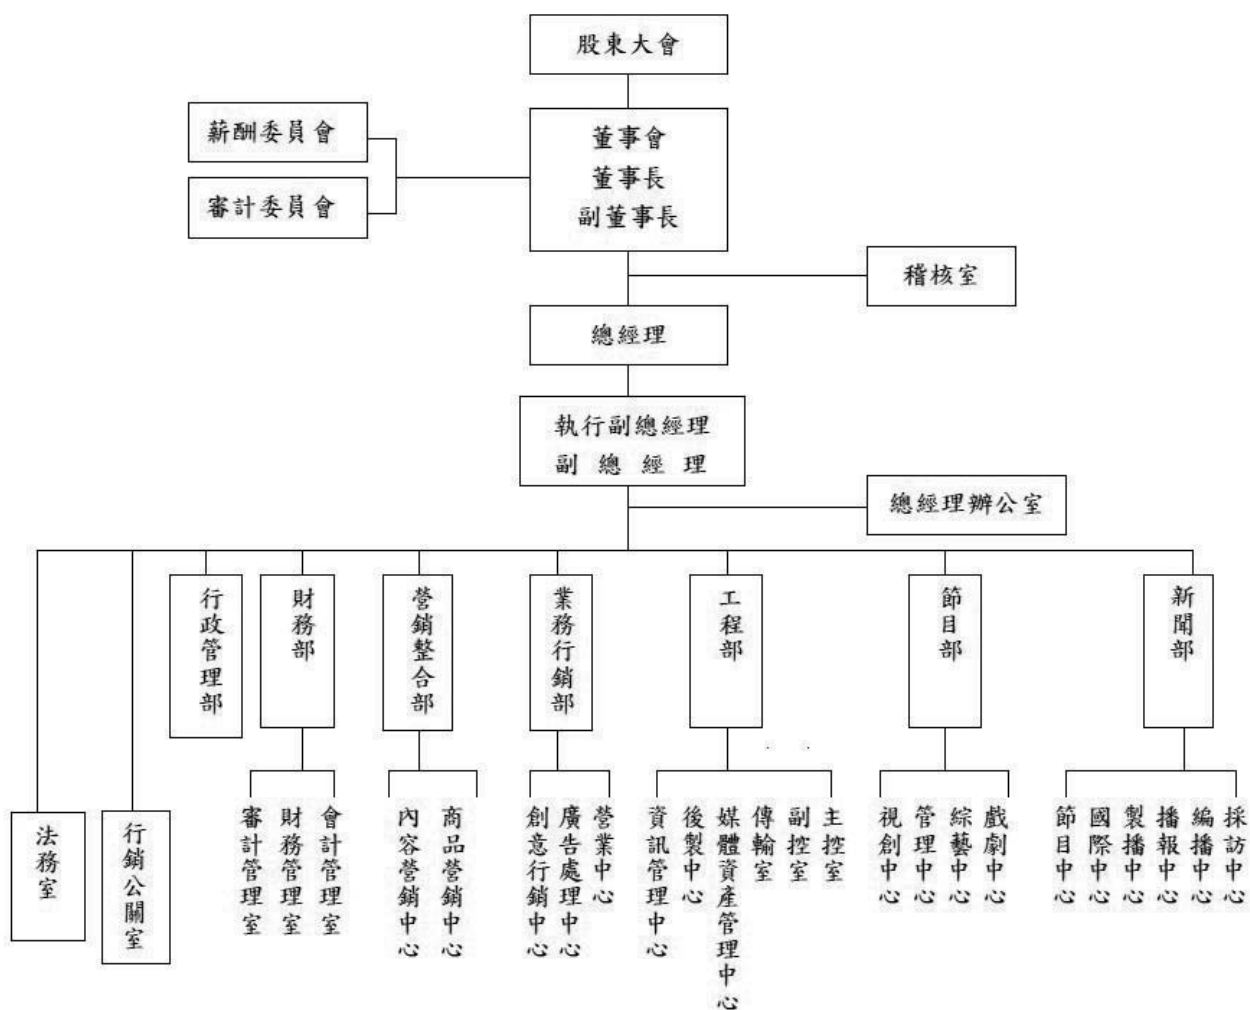 股東大會
薪酬委員會
審計委員會
董事會
董事長
副董事長
稽核室
總經理
執行副總經理
副總經理
總經理辦公室
法務室
行銷公關室
行政管理部
財務部
營銷整合部
業務行銷部
工程部
節目部
新聞部
審計管理室
財務管理室
會計管理室
內容營銷中心
商品營銷中心
創意行銷中心
廣告處理中心
營業中心
資訊管理中心
後製中心
媒體資產管理中心
傳輸室
副控室
主控室
視創中心
管理中心
綜藝中心
戲劇中心
節目中心
國際中心
製播中心
播報中心
編播中心
採訪中心